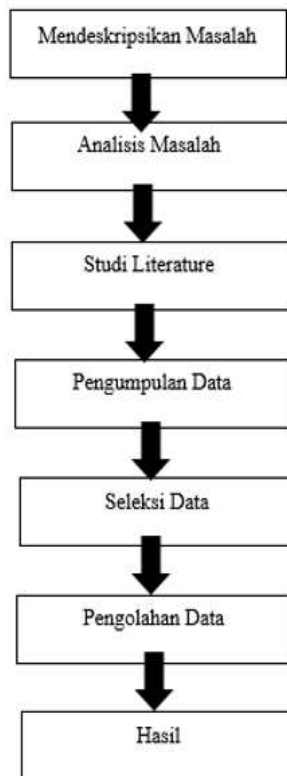 Mendeskripsikan Masalah
Analisis Masalah
Studi Literature
Pengumpulan Data
Seleksi Data
Pengolahan Data
Hasil